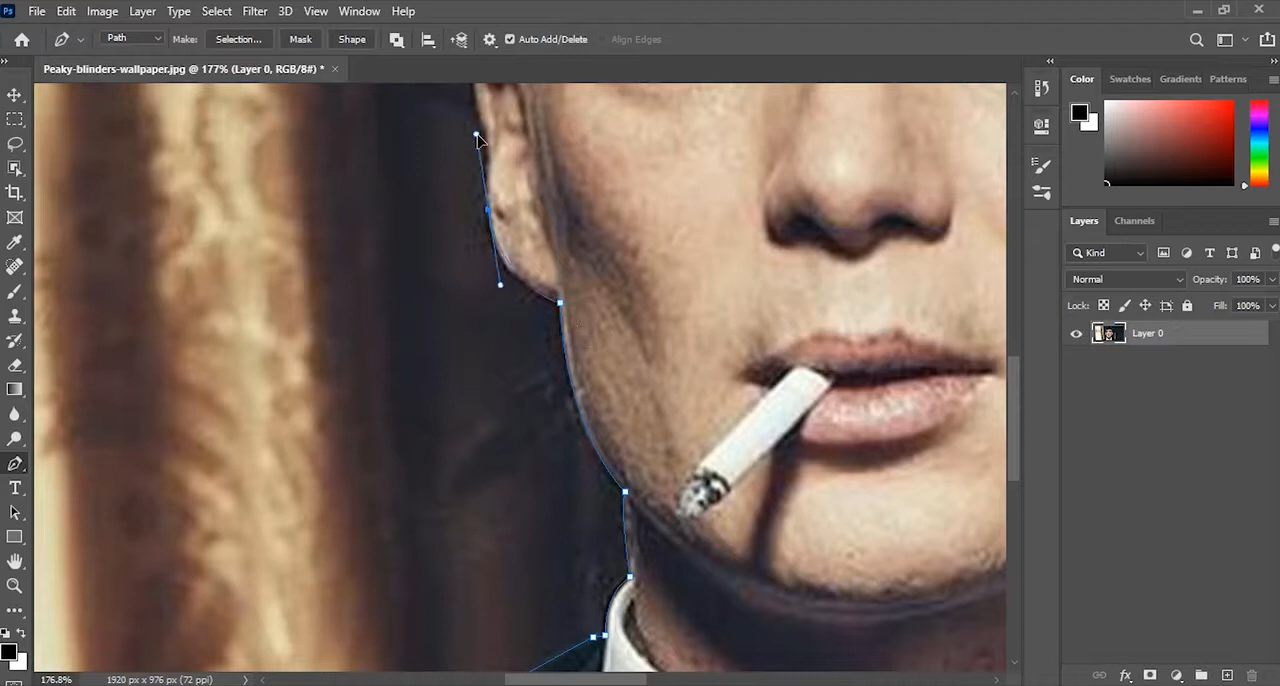 Ps File Edit Image Layer Type Select Filter 3D View Window Help
Path Make: Selection... Mask Shape Auto Add/Delete Align Edges
Peaky-blinders-wallpaper.jpg @ 177% (Layer 0, RGB/8#) * ×
Color Swatches Gradients Patterns
Layers Channels
Kind
Normal Opacity: 100%
Lock: Fill: 100%
Layer 0
176.8% 1920 px x 976 px (72 ppi)